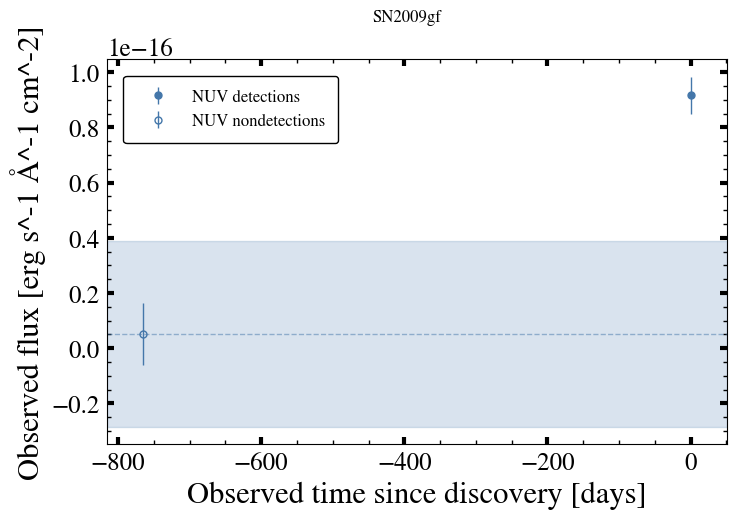 SN2009gf
1e−16
Observed flux [erg s^-1 Å^-1 cm^-2]
1.0
0.8
0.6
0.4
0.2
0.0
−0.2
NUV detections
NUV nondetections
−800
−600
−400
−200
0
Observed time since discovery [days]